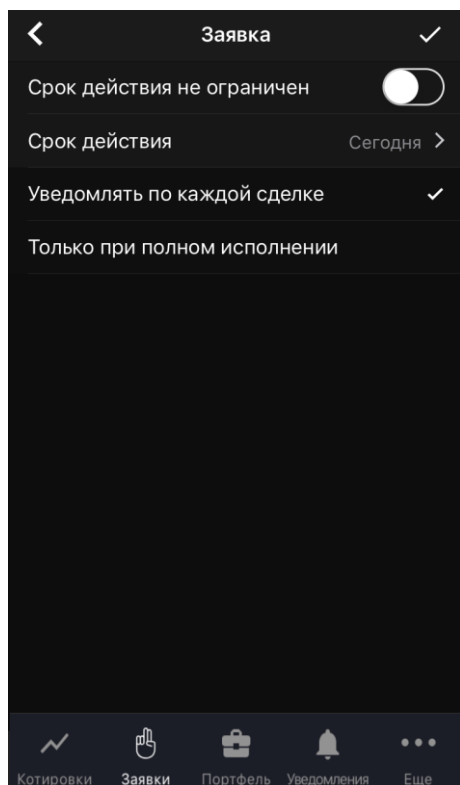 Заявка
Срок действия не ограничен
Срок действия Сегодня
Уведомлять по каждой сделке
Только при полном исполнении
Котировки Заявки Портфель Уведомления Еще